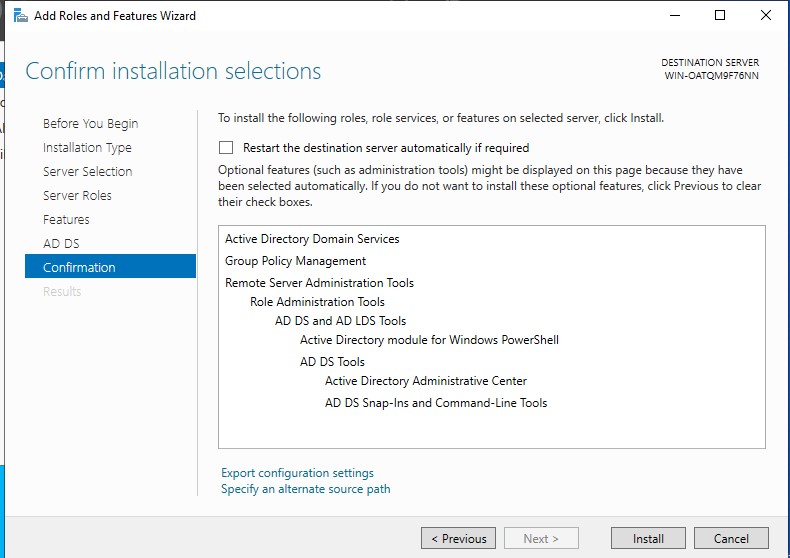 Add Roles and Features Wizard
Confirm installation selections
DESTINATION SERVER
WIN-OATQM9F76NN
Before You Begin
Installation Type
Server Selection
Server Roles
Features
AD DS
Confirmation
Results
To install the following roles, role services, or features on selected server, click Install.
Restart the destination server automatically if required
Optional features (such as administration tools) might be displayed on this page because they have
been selected automatically. If you do not want to install these optional features, click Previous to clear
their check boxes.
Active Directory Domain Services
Group Policy Management
Remote Server Administration Tools
Role Administration Tools
AD DS and AD LDS Tools
Active Directory module for Windows PowerShell
AD DS Tools
Active Directory Administrative Center
AD DS Snap-Ins and Command-Line Tools
Export configuration settings
Specify an alternate source path
< Previous
Next >
Install
Cancel